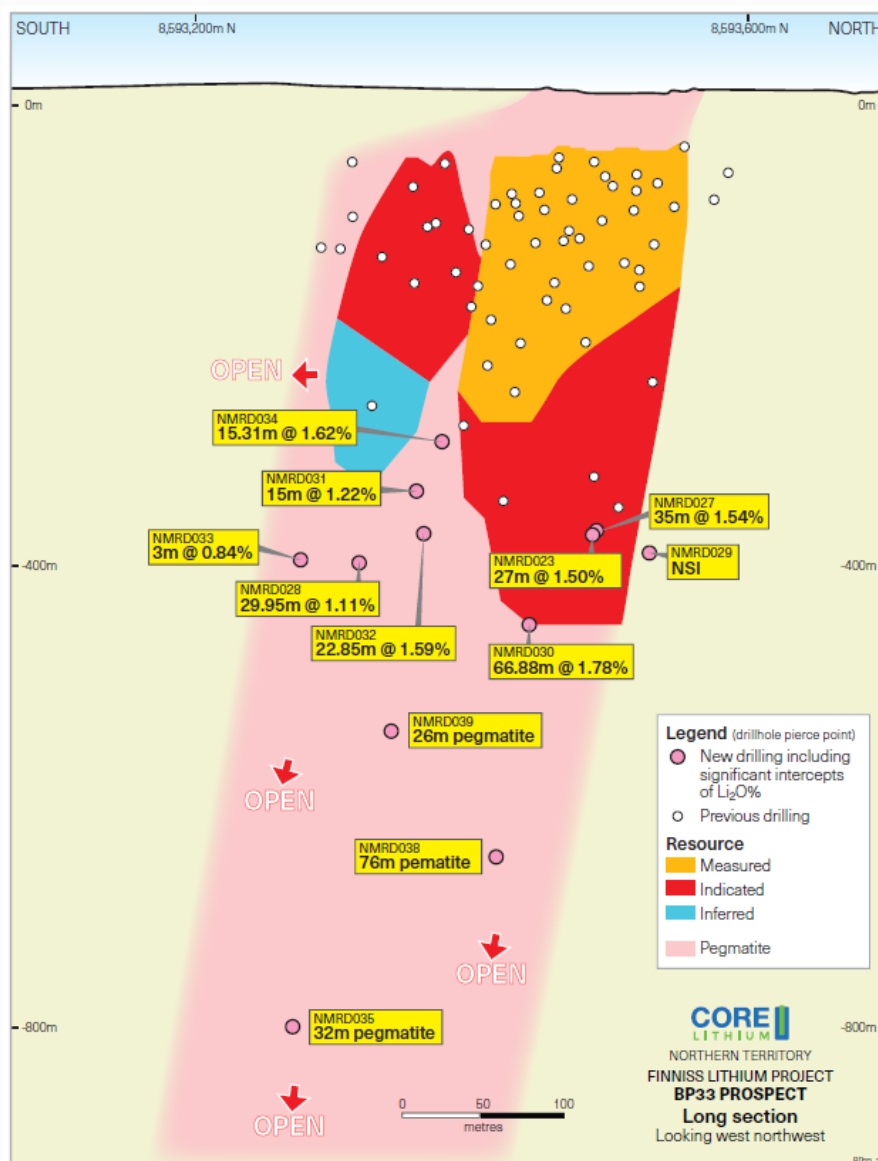 SOUTH
8,593,200m N
8,593,600m N
NORTH
0m
0m
OPEN
NMRD034
15.31m @ 1.62%
NMRD031
15m @ 1.22%
NMRD027
35m @ 1.54%
NMRD033
3m @ 0.84%
NMRD023
27m @ 1.50%
NMRD029
NSI
-400m
-400m
NMRD028
29.95m @ 1.11%
NMRD032
22.85m @ 1.59%
NMRD030
66.88m @ 1.78%
NMRD039
26m pegmatite
OPEN
NMRD038
76m pematite
OPEN
NMRD035
32m pegmatite
-800m
-800m
OPEN
0 50 100
metres
Legend (drillhole pierce point)
New drilling including
significant intercepts
of Li₂O%
Previous drilling
Resource
Measured
Indicated
Inferred
Pegmatite
CORE
LITHIUM
NORTHERN TERRITORY
FINNISS LITHIUM PROJECT
BP33 PROSPECT
Long section
Looking west northwest